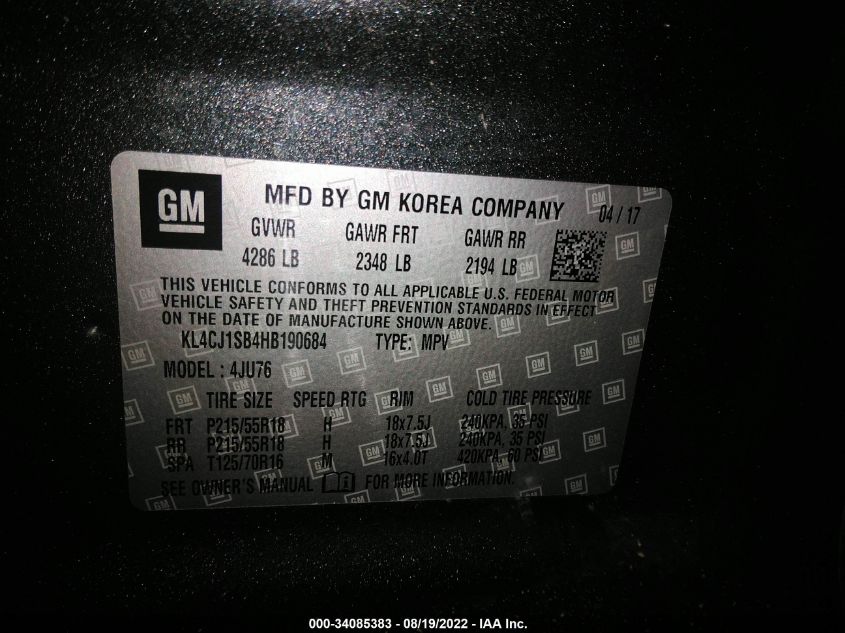 GM
MFD BY GM KOREA COMPANY 04 / 17
GVWR GAWR FRT GAWR RR
4286 LB 2348 LB 2194 LB
THIS VEHICLE CONFORMS TO ALL APPLICABLE U.S. FEDERAL MOTOR
VEHICLE SAFETY AND THEFT PREVENTION STANDARDS IN EFFECT
ON THE DATE OF MANUFACTURE SHOWN ABOVE.
KL4CJ1SB4HB190684 TYPE: MPV
MODEL : 4JU76
TIRE SIZE SPEED RTG RIM COLD TIRE PRESSURE
FRT P215/55R18 H 18x7.5J 240KPA, 35 PSI
RR P215/55R18 H 18x7.5J 240KPA, 35 PSI
SPA T125/70R16 M 16x4.0T 420KPA, 60 PSI
SEE OWNER'S MANUAL FOR MORE INFORMATION.
000-34085383 - 08/19/2022 - IAA Inc.